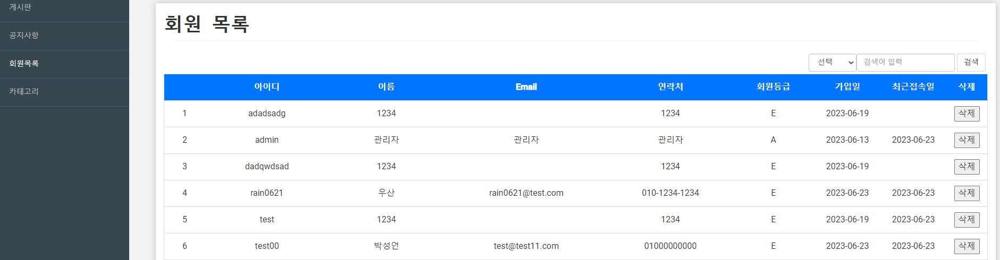 게시판
공지사항
회원목록
카테고리
회원 목록
선택 검색어 입력 검색
아이디 이름 Email 연락처 회원등급 가입일 최근접속일 삭제
1 adadsadg 1234 1234 E 2023-06-19 삭제
2 admin 관리자 관리자 관리자 A 2023-06-13 2023-06-23 삭제
3 dadqwdsad 1234 1234 E 2023-06-19 삭제
4 rain0621 우산 rain0621@test.com 010-1234-1234 E 2023-06-23 2023-06-23 삭제
5 test 1234 1234 E 2023-06-19 2023-06-23 삭제
6 test00 박성언 test@test11.com 01000000000 E 2023-06-23 2023-06-23 삭제